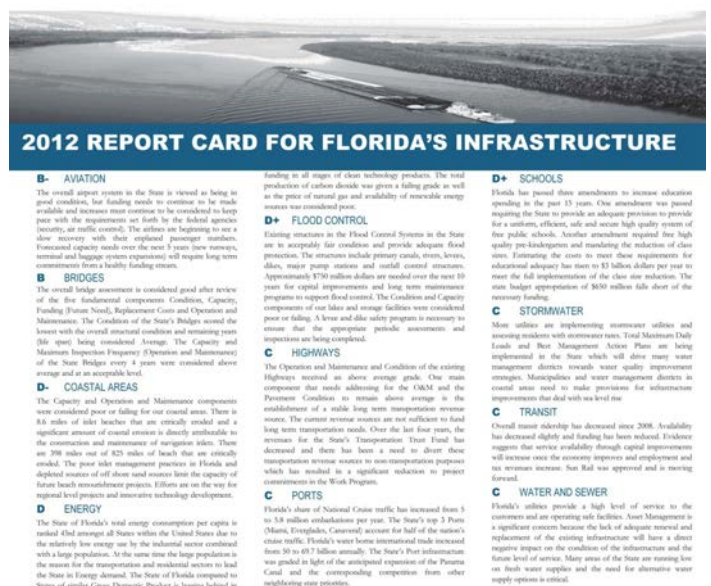 2012 REPORT CARD FOR FLORIDA'S INFRASTRUCTURE
B- AVIATION
The overall airport system in the State is viewed as being in
good condition, but funding needs to continue to be made
available and increases must continue to be considered to keep
pace with the requirements set forth by the federal agencies
(security, air traffic control). The airlines are beginning to see a
slow recovery with their enplaned passenger numbers.
Forecasted capacity needs over the next 5 years (new runways,
terminal and baggage system expansions) will require long term
commitments from a healthy funding stream.
B BRIDGES
The overall bridge assessment is considered good after review
of the five fundamental components Condition, Capacity,
Funding (Future Need), Replacement Costs and Operation and
Maintenance. The Condition of the State's Bridges scored the
lowest with the overall structural condition and remaining years
(life span) being considered Average. The Capacity and
Maximum Inspection Frequency (Operation and Maintenance)
of the State Bridges every 4 years were considered above
average and at an acceptable level.
D- COASTAL AREAS
The Capacity and Operation and Maintenance components
were considered poor or failing for our coastal areas. There is
8.6 miles of inlet beaches that are critically eroded and a
significant amount of coastal erosion is directly attributable to
the construction and maintenance of navigation inlets. There
are 398 miles out of 825 miles of beach that are critically
eroded. The poor inlet management practices in Florida and
depleted sources of off shore sand sources limit the capacity of
future beach renourishment projects. Efforts are on the way for
regional level projects and innovative technology development.
D ENERGY
The State of Florida's total energy consumption per capita is
ranked 43rd amongst all States within the United States due to
the relatively low energy use by the industrial sector combined
with a large population. At the same time the large population is
the reason for the transportation and residential sectors to lead
the State in Energy demand. The State of Florida compared to
States of similar Gross Domestic Product is lagging behind in
funding in all stages of clean technology products. The total
production of carbon dioxide was given a failing grade as well
as the price of natural gas and availability of renewable energy
sources was considered poor.
D+ FLOOD CONTROL
Existing structures in the Flood Control Systems in the State
are in acceptably fair condition and provide adequate flood
protection. The structures include primary canals, rivers, levees,
dikes, major pump stations and outfall control structures.
Approximately $750 million dollars are needed over the next 10
years for capital improvements and long term maintenance
programs to support flood control. The Condition and Capacity
components of our lakes and storage facilities were considered
poor or failing. A levee and dike safety program is necessary to
ensure that the appropriate periodic assessments and
inspections are being completed.
C HIGHWAYS
The Operation and Maintenance and Condition of the existing
Highways received as above average grade. One main
component that needs addressing for the O&M and the
Pavement Condition to remain above average is the
establishment of a stable long term transportation revenue
source. The current revenue sources are not sufficient to fund
long term transportation needs. Over the last four years, the
revenues for the State's Transportation Trust Fund has
decreased and there has been a need to divert these
transportation revenue sources to non-transportation purposes
which has resulted in a significant reduction to project
commitments in the Work Program.
C PORTS
Florida's share of National Cruise traffic has increased from 5
to 5.8 million embarkations per year. The State's top 3 Ports
(Miami, Everglades, Canaveral) account for half of the nation's
cruise traffic. Florida's water borne international trade increased
from 50 to 69.7 billion annually. The State's Port infrastructure
was graded in light of the anticipated expansion of the Panama
Canal and the corresponding competition from other
neighboring state priorities.
D+ SCHOOLS
Florida has passed three amendments to increase education
spending in the past 15 years. One amendment was passed
requiring the State to provide an adequate provision to provide
for a uniform, efficient, safe and secure high quality system of
free public schools. Another amendment required free high
quality pre-kindergarten and mandating the reduction of class
sizes. Estimating the costs to meet these requirements for
educational adequacy has risen to $3 billion dollars per year to
meet the full implementation of the class size reduction. The
state budget appropriation of $650 million falls short of the
necessary funding.
C STORMWATER
More utilities are implementing stormwater utilities and
assessing residents with stormwater rates. Total Maximum Daily
Loads and Best Management Action Plans are being
implemented in the State which will drive many water
management districts towards water quality improvement
strategies. Municipalities and water management districts in
coastal areas need to make provisions for infrastructure
improvements that deal with sea level rise
C TRANSIT
Overall transit ridership has decreased since 2008. Availability
has decreased slightly and funding has been reduced. Evidence
suggests that service availability through capital improvements
will increase once the economy improves and employment and
tax revenues increase. Sun Rail was approved and is moving
forward.
C WATER AND SEWER
Florida's utilities provide a high level of service to the
customers and are operating safe facilities. Asset Management is
a significant concern because the lack of adequate renewal and
replacement of the existing infrastructure will have a direct
negative impact on the condition of the infrastructure and the
future level of service. Many areas of the State are running low
on fresh water supplies and the need for alternative water
supply options is critical.